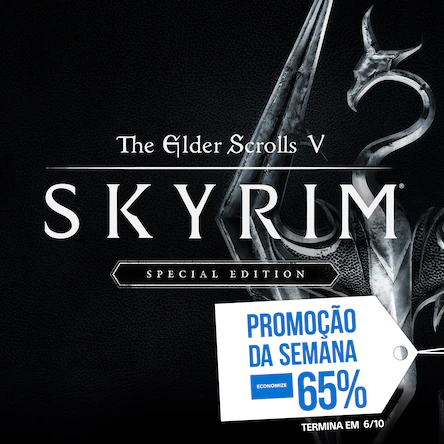 The Elder Scrolls V
SKYRIM®
SPECIAL EDITION
PROMOÇÃO
DA SEMANA
ECONOMIZE
65%
TERMINA EM 6/10